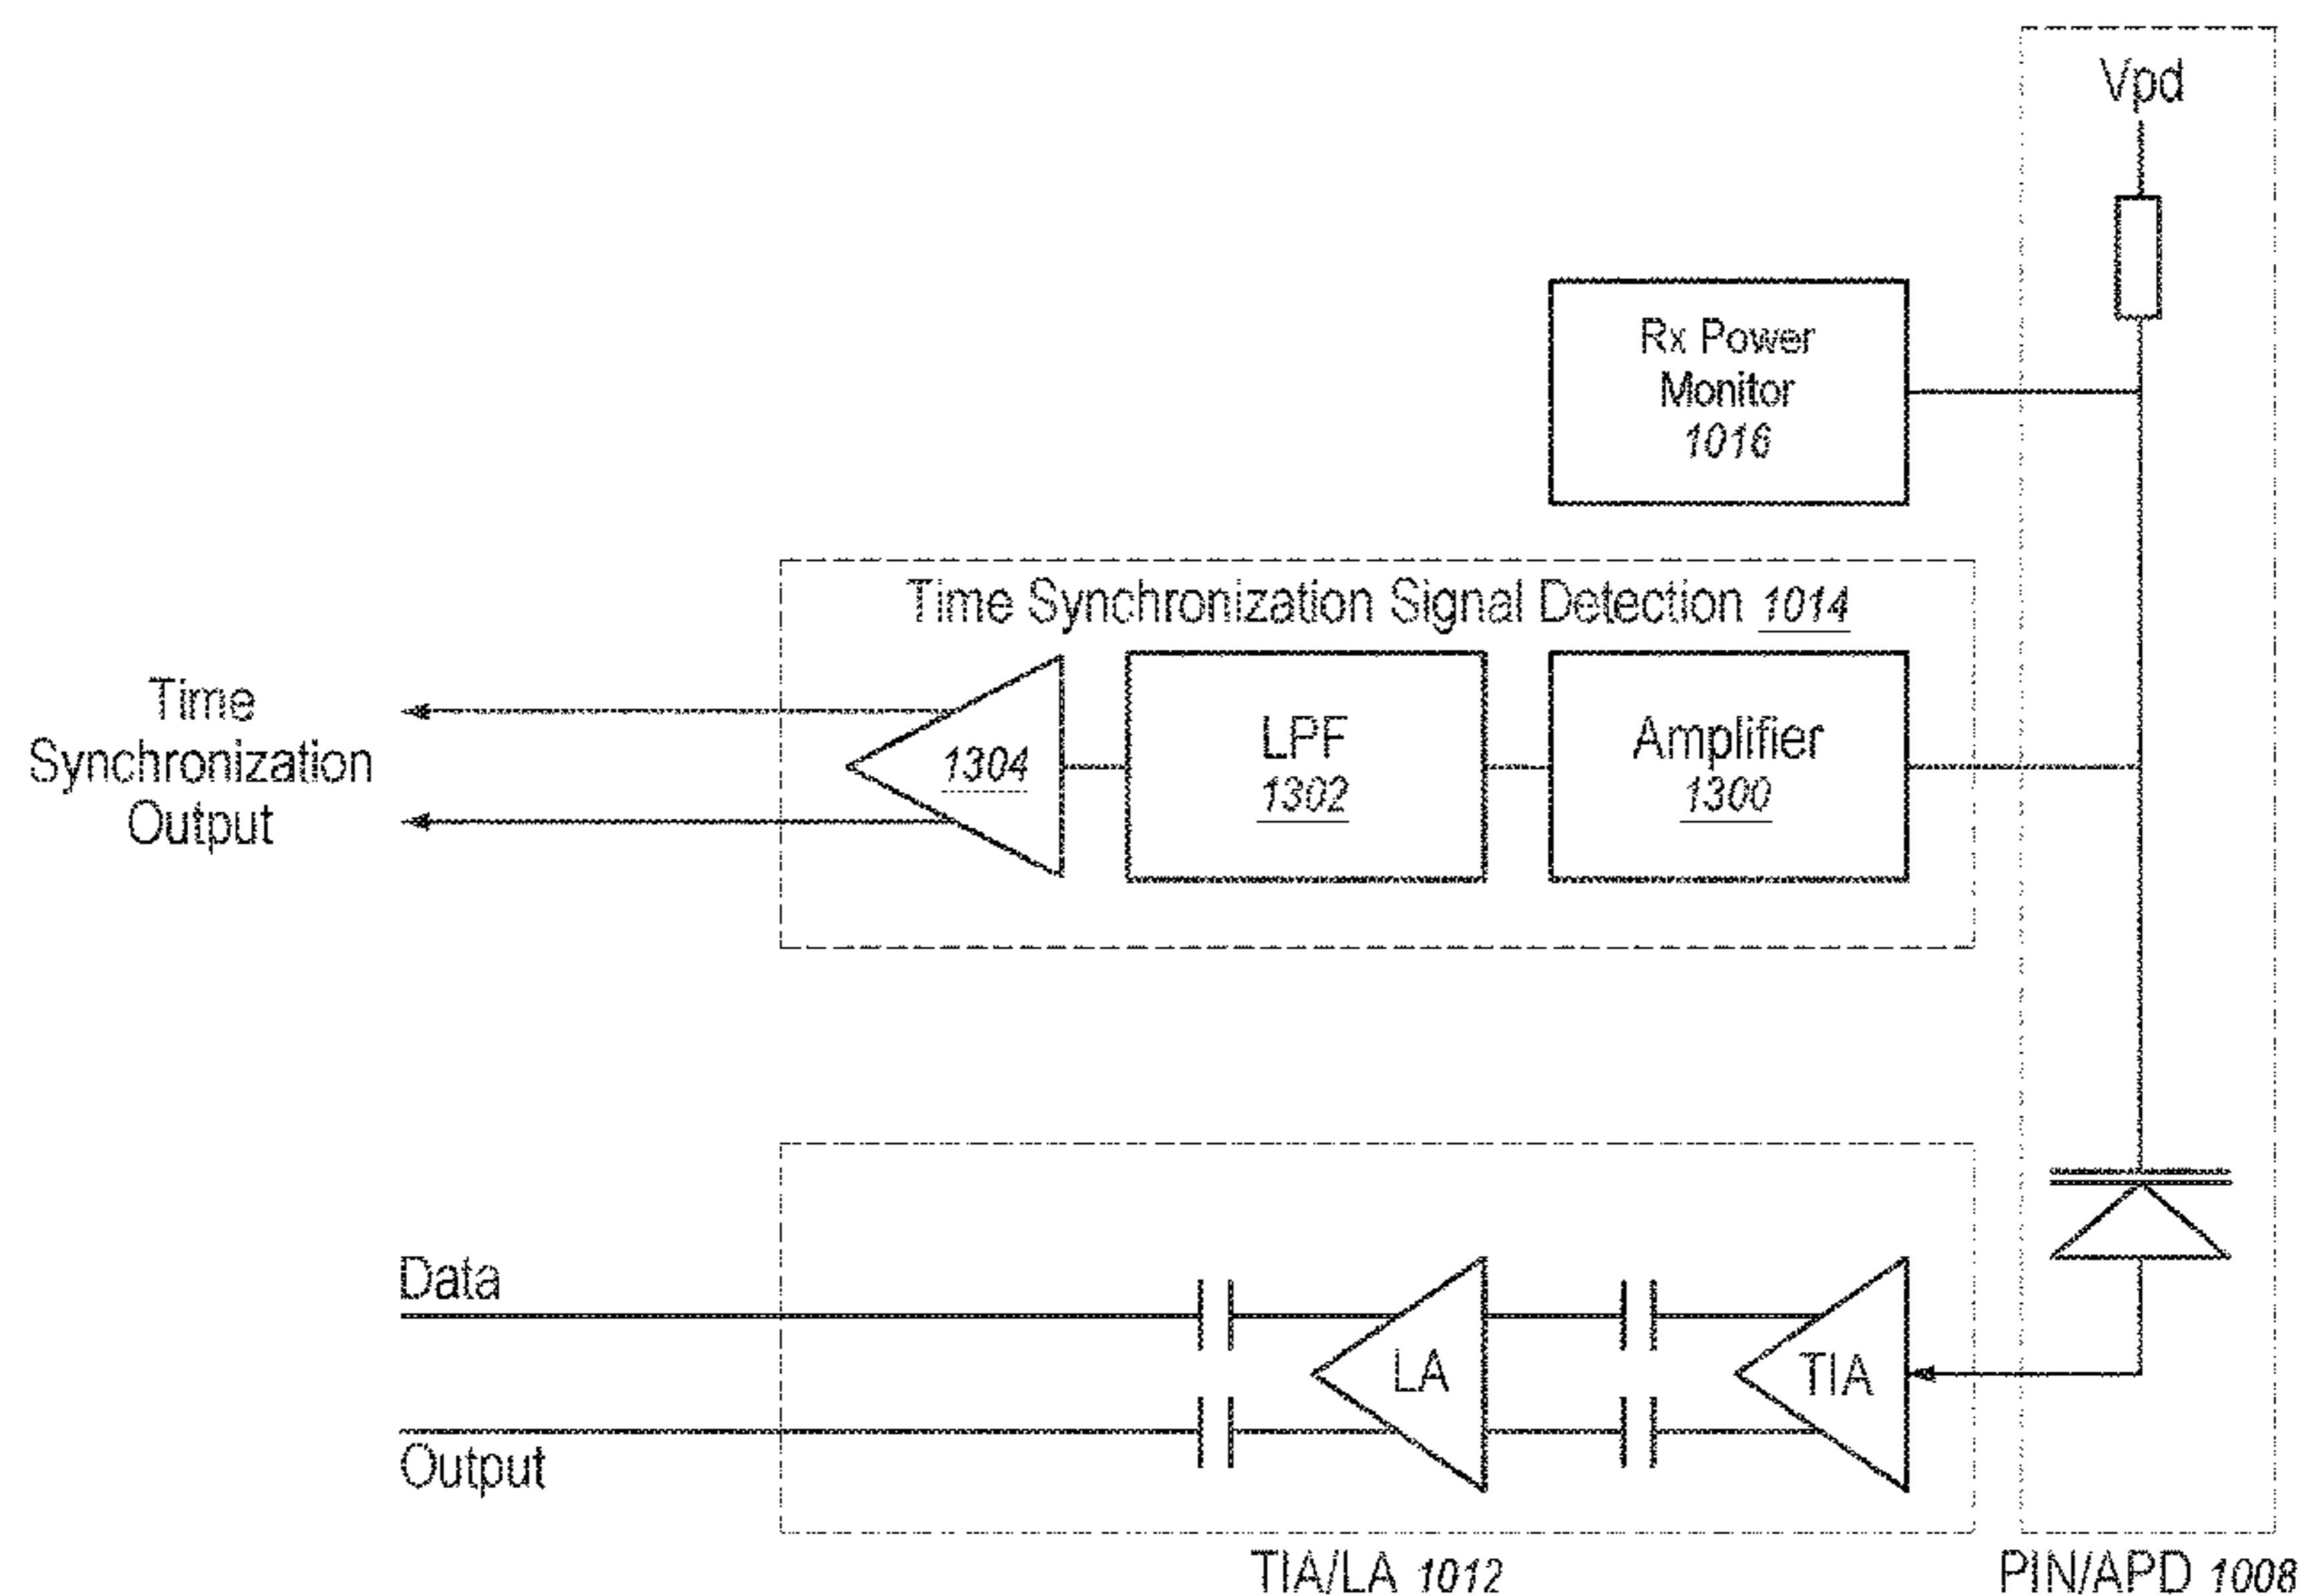 Vpd
Rx Power
Monitor
1016
Time Synchronization Signal Detection 1014
Time
Synchronization
Output
1304
LPF
1302
Amplifier
1300
Data
Output
LA
TIA
TIA/LA 1012
PIN/APD 1008